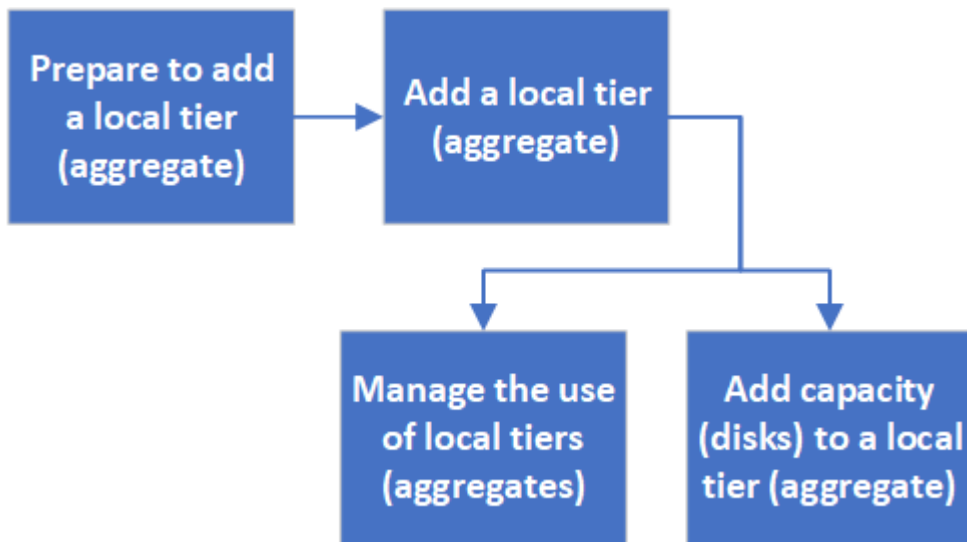 Prepare to add
a local tier
(aggregate)
Add a local tier
(aggregate)
Manage the use
of local tiers
(aggregates)
Add capacity
(disks) to a local
tier (aggregate)